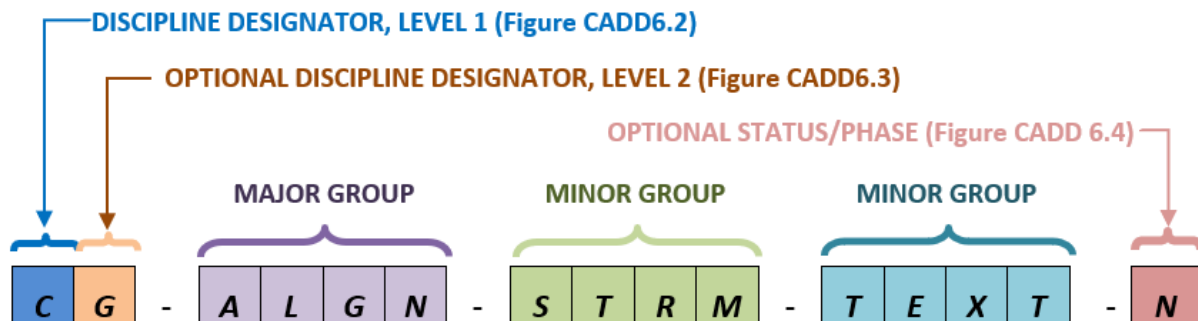 DISCIPLINE DESIGNATOR, LEVEL 1 (Figure CADD6.2)
OPTIONAL DISCIPLINE DESIGNATOR, LEVEL 2 (Figure CADD6.3)
OPTIONAL STATUS/PHASE (Figure CADD 6.4)
MAJOR GROUP MINOR GROUP MINOR GROUP
C G - A L G N - S T R M - T E X T - N